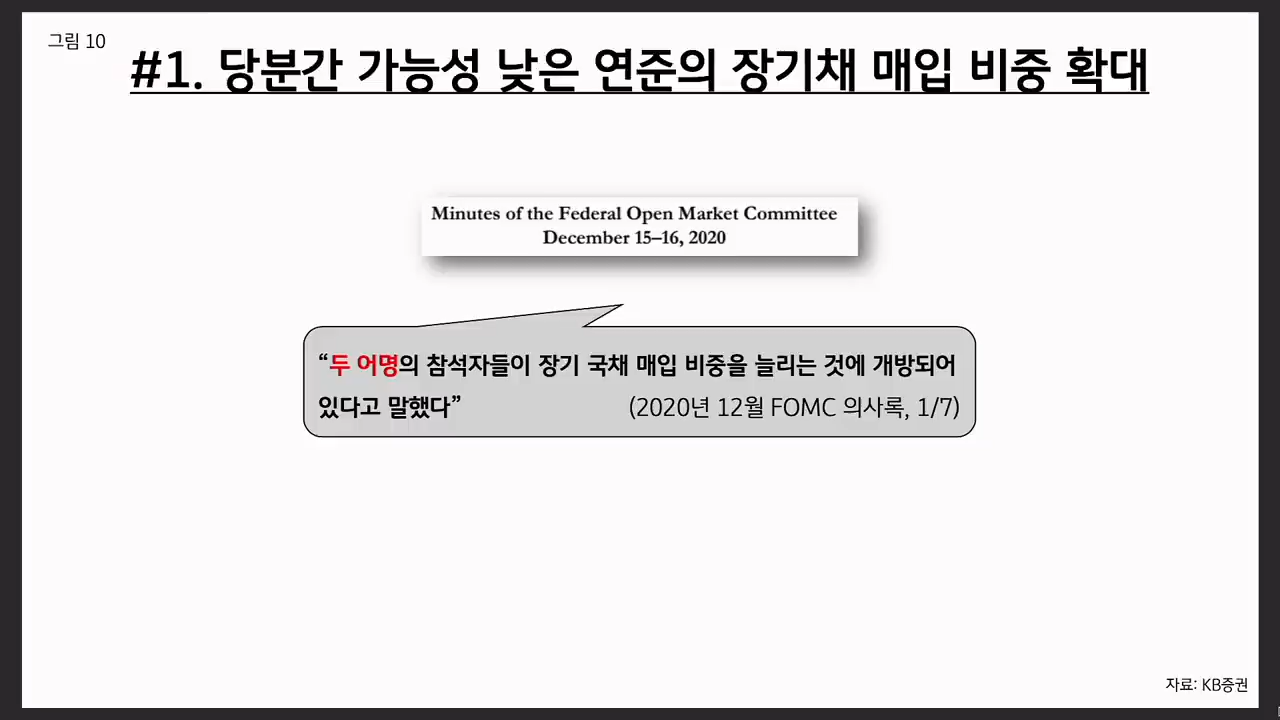 그림 10
#1. 당분간 가능성 낮은 연준의 장기채 매입 비중 확대
Minutes of the Federal Open Market Committee
December 15–16, 2020
“두 어명의 참석자들이 장기 국채 매입 비중을 늘리는 것에 개방되어
있다고 말했다” (2020년 12월 FOMC 의사록, 1/7)
자료: KB증권